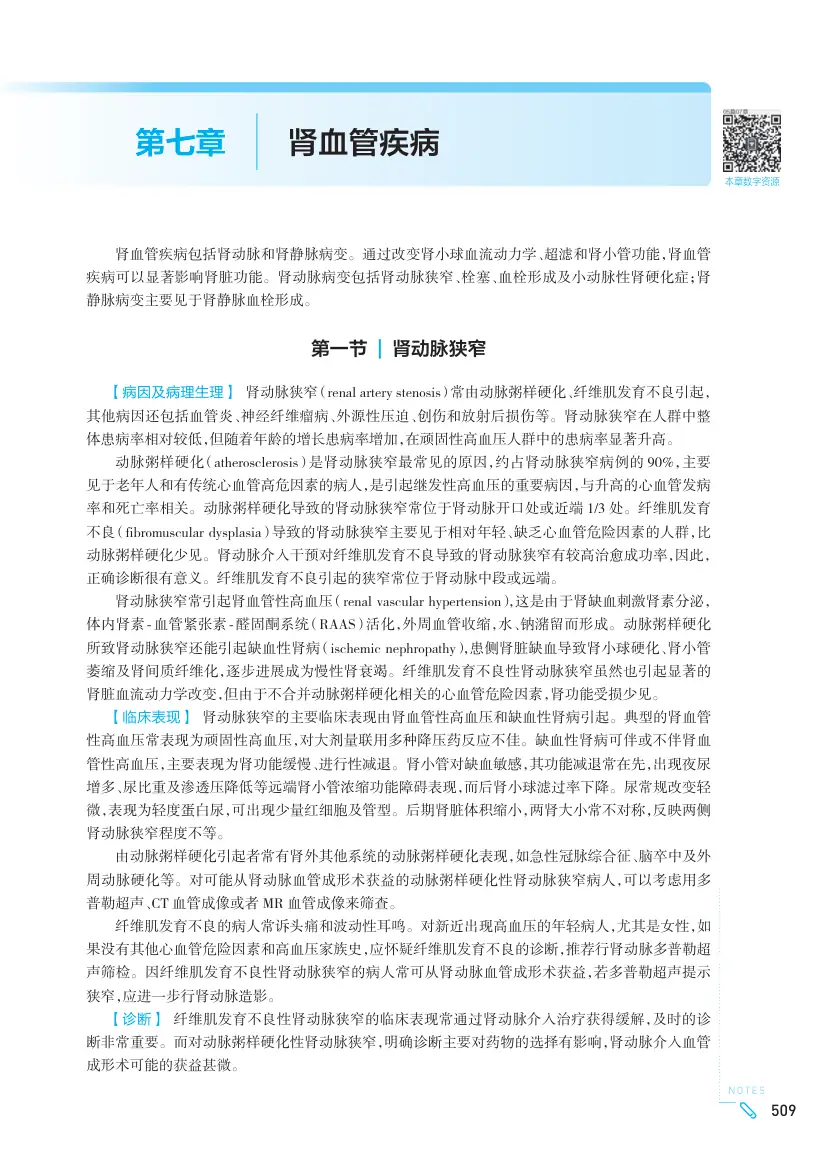 第七章
肾血管疾病
05篇07章
本章数字资源
肾血管疾病包括肾动脉和肾静脉病变。通过改变肾小球血流动力学、超滤和肾小管功能,肾血管
疾病可以显著影响肾脏功能。肾动脉病变包括肾动脉狭窄、栓塞、血栓形成及小动脉性肾硬化症;肾
静脉病变主要见于肾静脉血栓形成。
第一节 | 肾动脉狭窄
【病因及病理生理】 肾动脉狭窄(renal artery stenosis)常由动脉粥样硬化、纤维肌发育不良引起,
其他病因还包括血管炎、神经纤维瘤病、外源性压迫、创伤和放射后损伤等。肾动脉狭窄在人群中整
体患病率相对较低,但随着年龄的增长患病率增加,在顽固性高血压人群中的患病率显著升高。
动脉粥样硬化(atherosclerosis)是肾动脉狭窄最常见的原因,约占肾动脉狭窄病例的 90%,主要
见于老年人和有传统心血管高危因素的病人,是引起继发性高血压的重要病因,与升高的心血管发病
率和死亡率相关。动脉粥样硬化导致的肾动脉狭窄常位于肾动脉开口处或近端 1/3 处。纤维肌发育
不良(fibromuscular dysplasia)导致的肾动脉狭窄主要见于相对年轻、缺乏心血管危险因素的人群,比
动脉粥样硬化少见。肾动脉介入干预对纤维肌发育不良导致的肾动脉狭窄有较高治愈成功率,因此,
正确诊断很有意义。纤维肌发育不良引起的狭窄常位于肾动脉中段或远端。
肾动脉狭窄常引起肾血管性高血压(renal vascular hypertension),这是由于肾缺血刺激肾素分泌,
体内肾素-血管紧张素-醛固酮系统(RAAS)活化,外周血管收缩,水、钠潴留而形成。动脉粥样硬化
所致肾动脉狭窄还能引起缺血性肾病(ischemic nephropathy),患侧肾脏缺血导致肾小球硬化、肾小管
萎缩及肾间质纤维化,逐步进展成为慢性肾衰竭。纤维肌发育不良性肾动脉狭窄虽然也引起显著的
肾脏血流动力学改变,但由于不合并动脉粥样硬化相关的心血管危险因素,肾功能受损少见。
【临床表现】 肾动脉狭窄的主要临床表现由肾血管性高血压和缺血性肾病引起。典型的肾血管
性高血压常表现为顽固性高血压,对大剂量联用多种降压药反应不佳。缺血性肾病可伴或不伴肾血
管性高血压,主要表现为肾功能缓慢、进行性减退。肾小管对缺血敏感,其功能减退常在先,出现夜尿
增多、尿比重及渗透压降低等远端肾小管浓缩功能障碍表现,而后肾小球滤过率下降。尿常规改变轻
微,表现为轻度蛋白尿,可出现少量红细胞及管型。后期肾脏体积缩小,两肾大小常不对称,反映两侧
肾动脉狭窄程度不等。
由动脉粥样硬化引起者常有肾外其他系统的动脉粥样硬化表现,如急性冠脉综合征、脑卒中及外
周动脉硬化等。对可能从肾动脉血管成形术获益的动脉粥样硬化性肾动脉狭窄病人,可以考虑用多
普勒超声、CT 血管成像或者 MR 血管成像来筛查。
纤维肌发育不良的病人常诉头痛和波动性耳鸣。对新近出现高血压的年轻病人,尤其是女性,如
果没有其他心血管危险因素和高血压家族史,应怀疑纤维肌发育不良的诊断,推荐行肾动脉多普勒超
声筛检。因纤维肌发育不良性肾动脉狭窄的病人常可从肾动脉血管成形术获益,若多普勒超声提示
狭窄,应进一步行肾动脉造影。
【诊断】 纤维肌发育不良性肾动脉狭窄的临床表现常通过肾动脉介入治疗获得缓解,及时的诊
断非常重要。而对动脉粥样硬化性肾动脉狭窄,明确诊断主要对药物的选择有影响,肾动脉介入血管
成形术可能的获益甚微。
NOTES
509